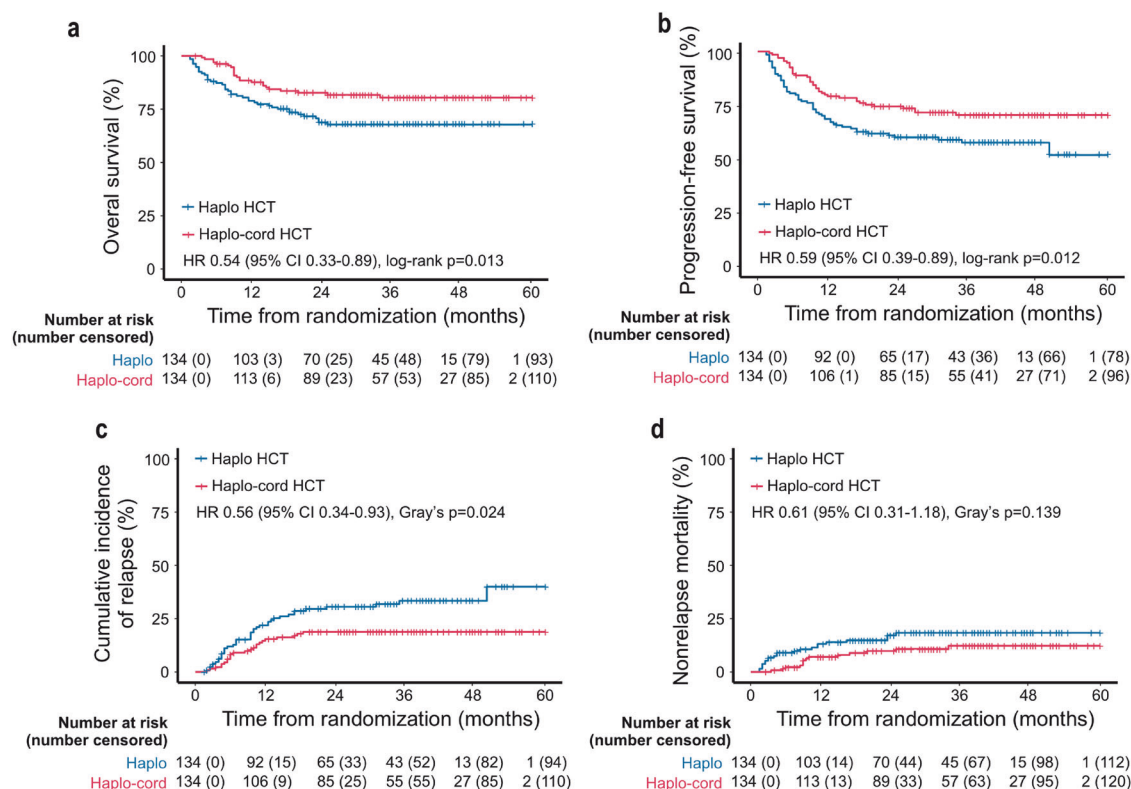 a
Overal survival (%)
100
75
50
25
0
Haplo HCT
Haplo-cord HCT
HR 0.54 (95% CI 0.33-0.89), log-rank p=0.013
0 12 24 36 48 60
Time from randomization (months)
Number at risk
(number censored)
Haplo 134 (0) 103 (3) 70 (25) 45 (48) 15 (79) 1 (93)
Haplo-cord 134 (0) 113 (6) 89 (23) 57 (53) 27 (85) 2 (110)
b
Progression-free survival (%)
100
75
50
25
0
Haplo HCT
Haplo-cord HCT
HR 0.59 (95% CI 0.39-0.89), log-rank p=0.012
0 12 24 36 48 60
Time from randomization (months)
Number at risk
(number censored)
Haplo 134 (0) 92 (0) 65 (17) 43 (36) 13 (66) 1 (78)
Haplo-cord 134 (0) 106 (1) 85 (15) 55 (41) 27 (71) 2 (96)
c
Cumulative incidence
of relapse (%)
100
75
50
25
0
Haplo HCT
Haplo-cord HCT
HR 0.56 (95% CI 0.34-0.93), Gray's p=0.024
0 12 24 36 48 60
Time from randomization (months)
Number at risk
(number censored)
Haplo 134 (0) 92 (15) 65 (33) 43 (52) 13 (82) 1 (94)
Haplo-cord 134 (0) 106 (9) 85 (25) 55 (55) 27 (85) 2 (110)
d
Nonrelapse mortality (%)
100
75
50
25
0
Haplo HCT
Haplo-cord HCT
HR 0.61 (95% CI 0.31-1.18), Gray's p=0.139
0 12 24 36 48 60
Time from randomization (months)
Number at risk
(number censored)
Haplo 134 (0) 103 (14) 70 (44) 45 (67) 15 (98) 1 (112)
Haplo-cord 134 (0) 113 (13) 89 (33) 57 (63) 27 (95) 2 (120)